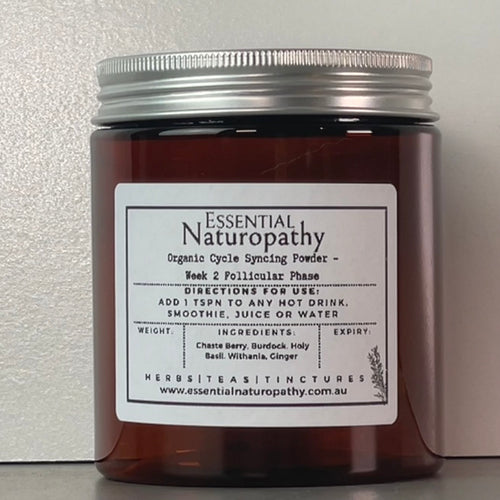 ESSENTIAL
Naturopathy
Organic Cycle Syncing Powder -
Week 2 Follicular Phase
DIRECTIONS FOR USE:
ADD 1 TSPN TO ANY HOT DRINK,
SMOOTHIE, JUICE OR WATER
WEIGHT: INGREDIENTS: EXPIRY:
Chaste Berry, Burdock, Holy
Basil, Withania, Ginger
HERBS|TEAS|TINCTURES
www.essentialnaturopathy.com.au